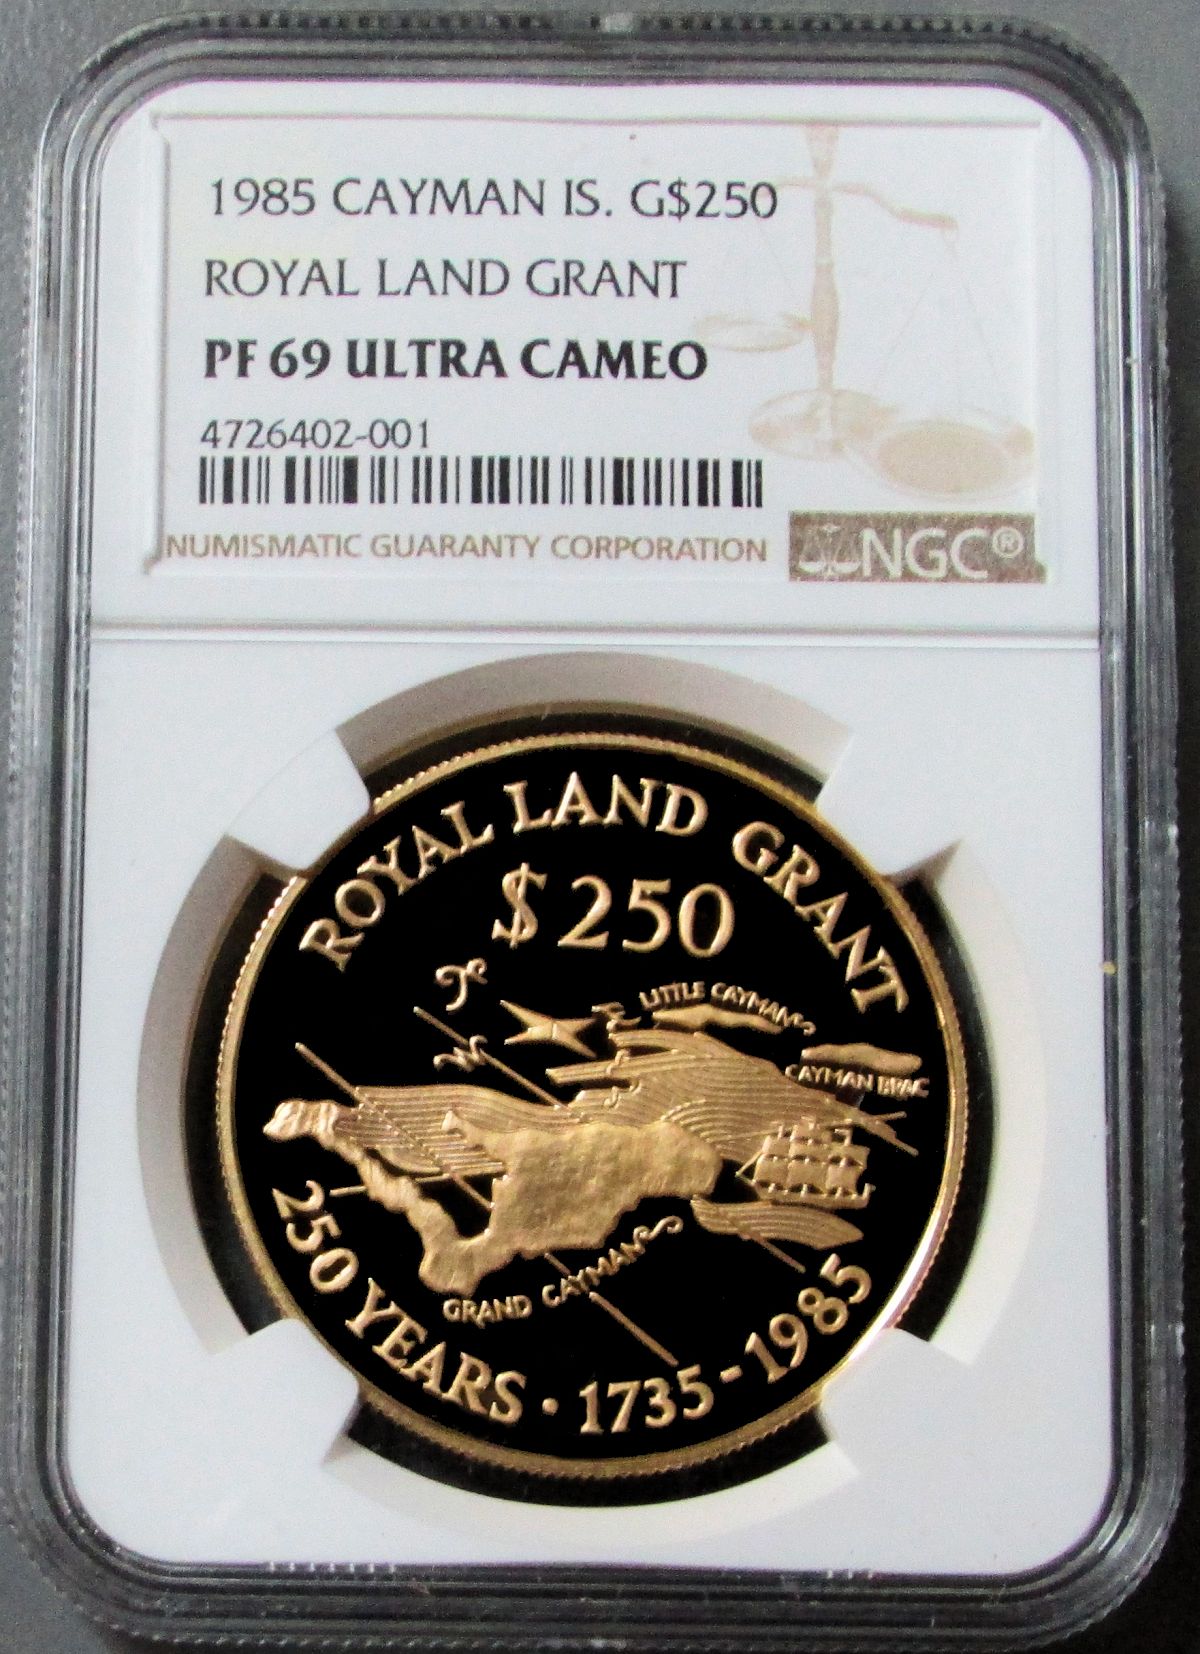 1985 CAYMAN IS. G$250
ROYAL LAND GRANT
PF 69 ULTRA CAMEO
4726402-001
NUMISMATIC GUARANTY CORPORATION
NGC®
ROYAL LAND GRANT
$250
N
W
LITTLE CAYMAN
CAYMAN BRAC
GRAND CAYMAN
250 YEARS · 1735-1985